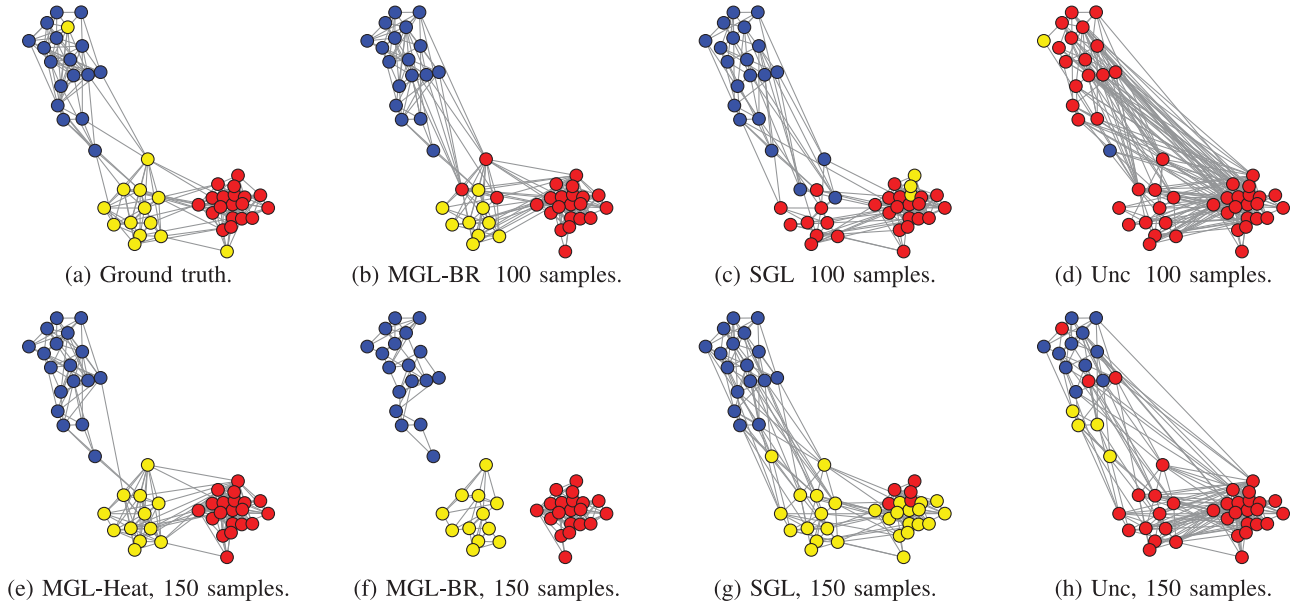 (a) Ground truth.
(b) MGL-BR 100 samples.
(c) SGL 100 samples.
(d) Unc 100 samples.
(e) MGL-Heat, 150 samples.
(f) MGL-BR, 150 samples.
(g) SGL, 150 samples.
(h) Unc, 150 samples.